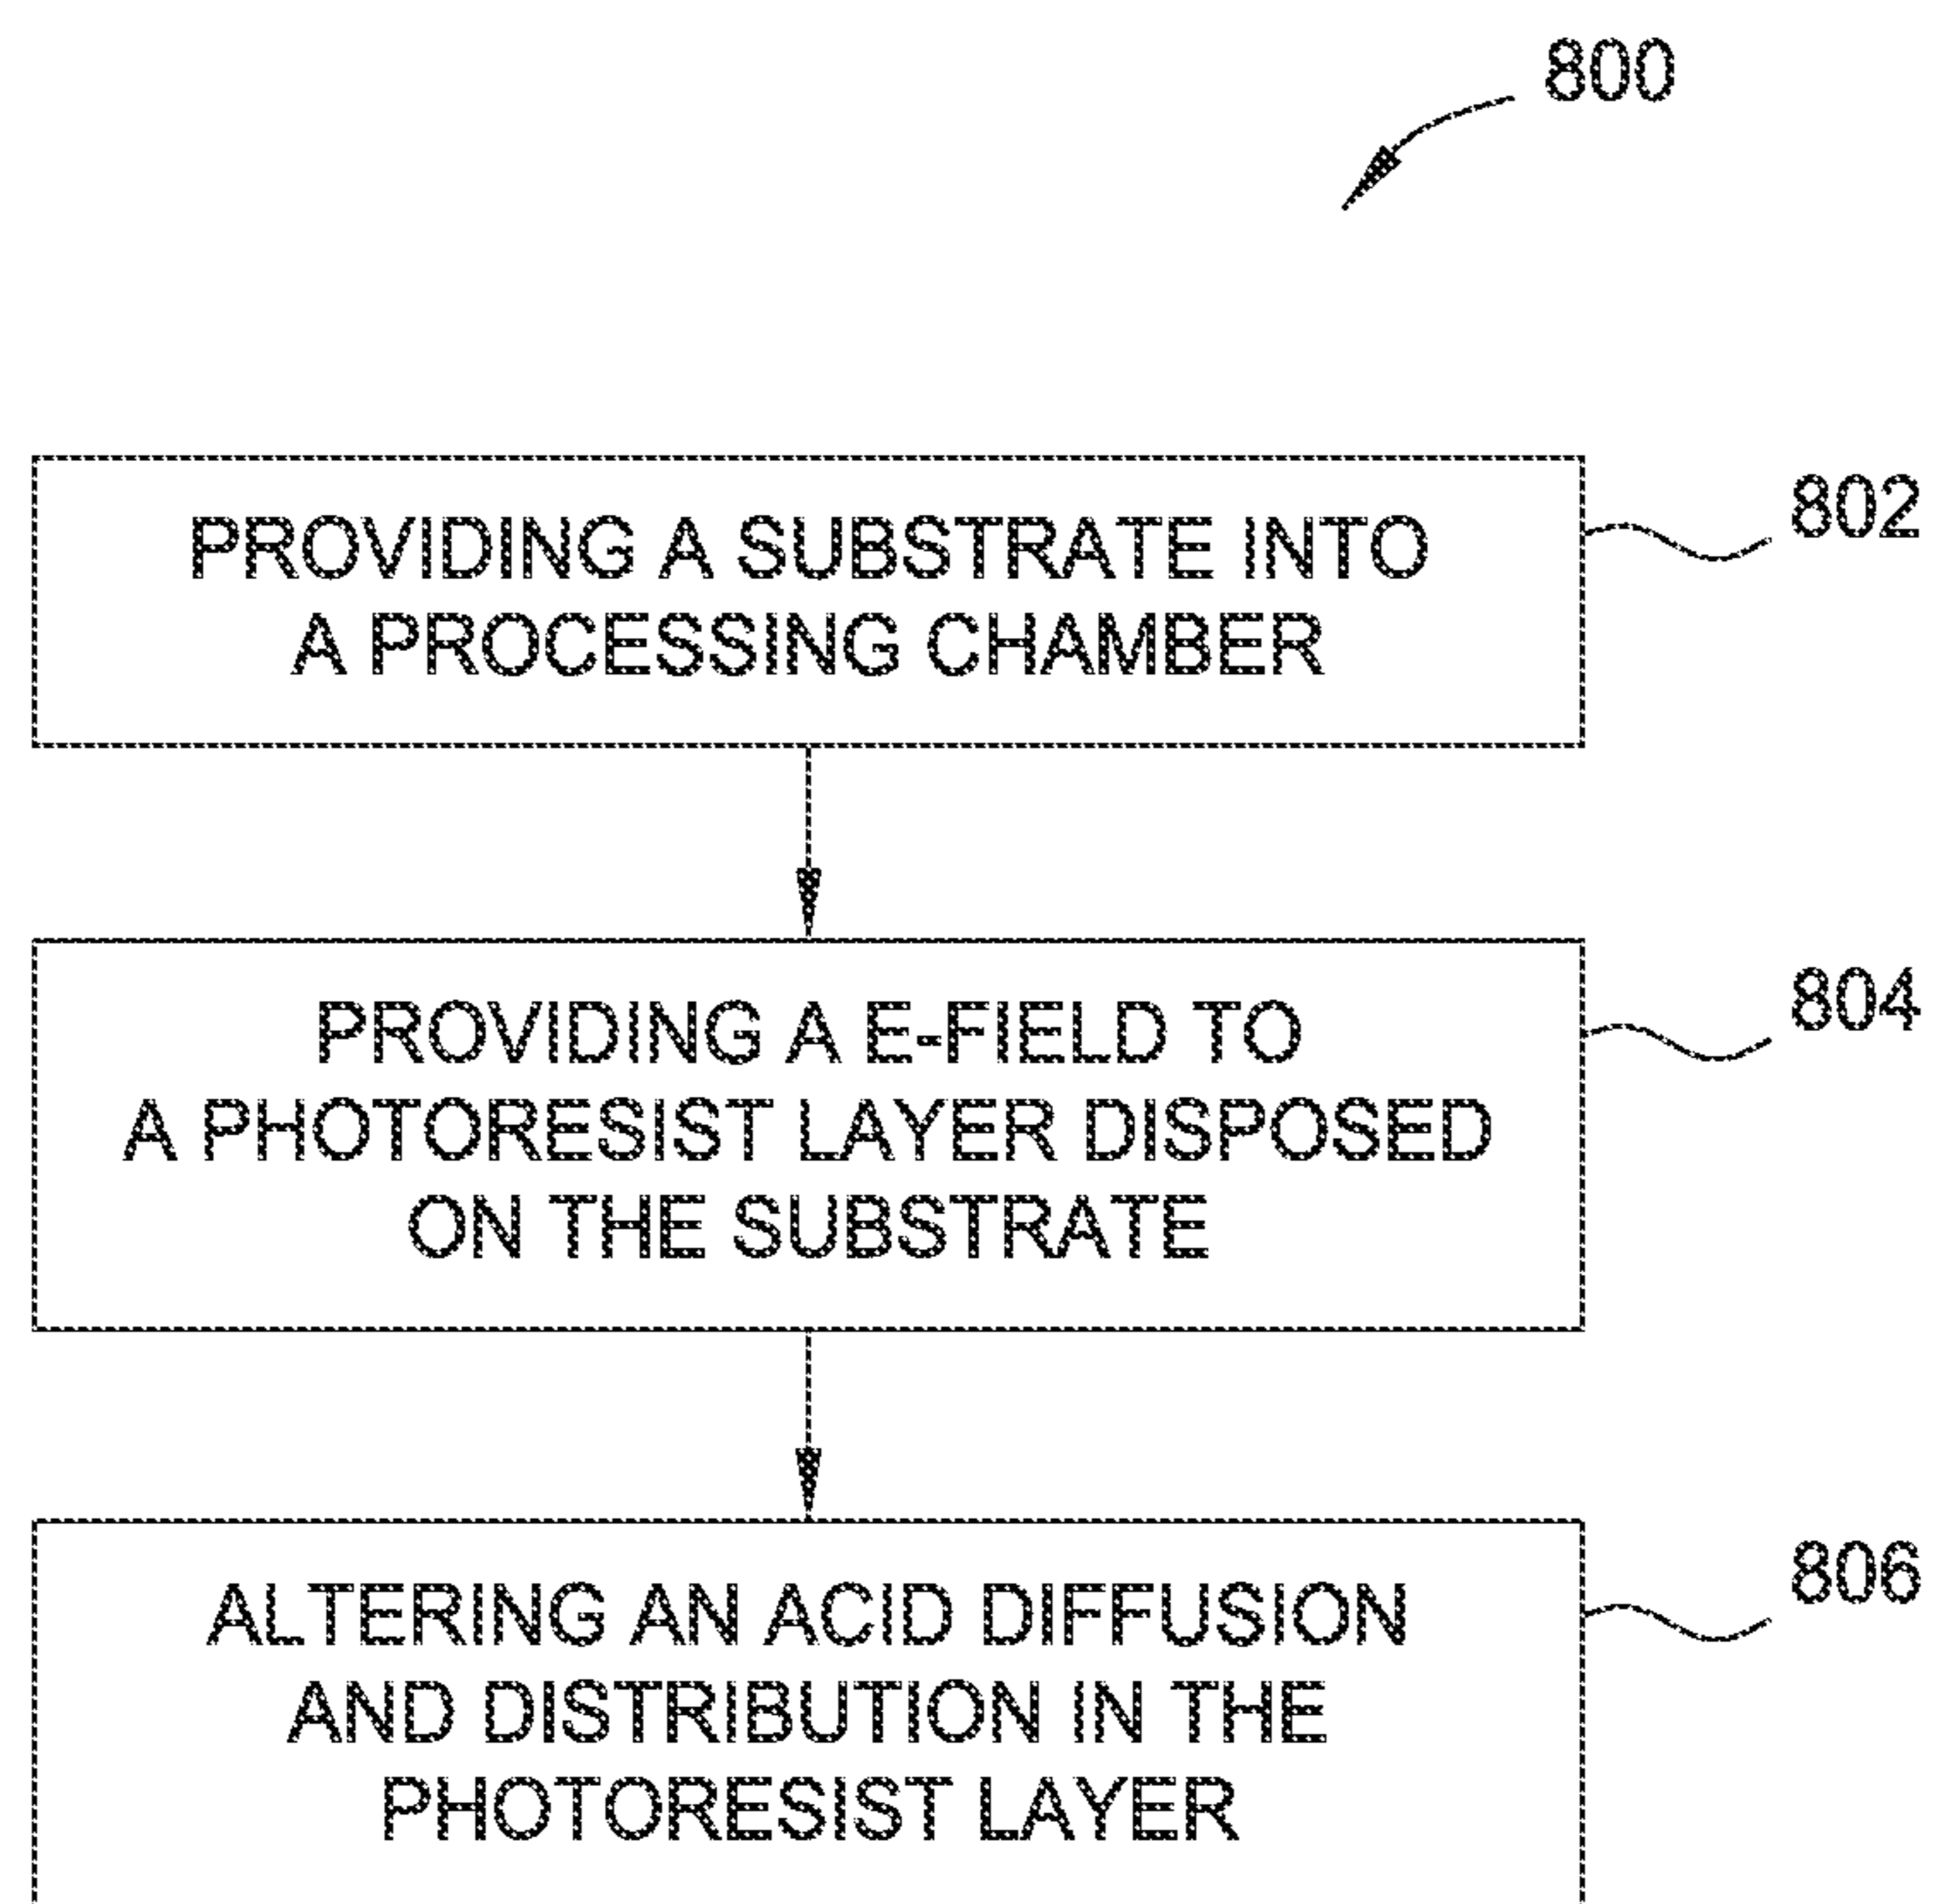 800
PROVIDING A SUBSTRATE INTO
A PROCESSING CHAMBER
802
PROVIDING A E-FIELD TO
A PHOTORESIST LAYER DISPOSED
ON THE SUBSTRATE
804
ALTERING AN ACID DIFFUSION
AND DISTRIBUTION IN THE
PHOTORESIST LAYER
806